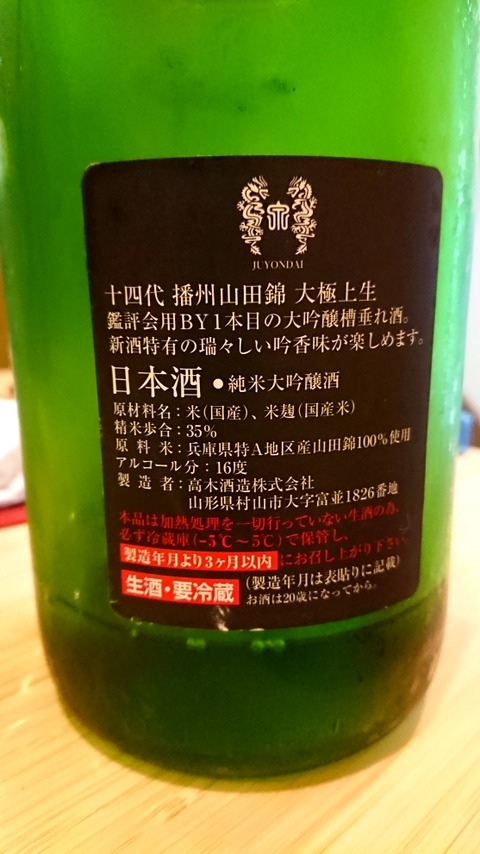 JUYONDAI
十四代 播州山田錦 大極上生
鑑評会用BY1本目の大吟醸槽垂れ酒。
新酒特有の瑞々しい吟香味が楽しめます。
日本酒●純米大吟醸酒
原材料名：米(国産)、米麹(国産米)
精米歩合：35%
原料米：兵庫県特A地区産山田錦100%使用
アルコール分：16度
製造者：高木酒造株式会社
山形県村山市大字富並1826番地
本品は加熱処理を一切行っていない生酒の為、
必ず冷蔵庫(−5℃〜5℃)で保管し、
製造年月より3ヶ月以内にお召し上がり下さい。
生酒・要冷蔵
(製造年月は表貼りに記載)
お酒は20歳になってから。